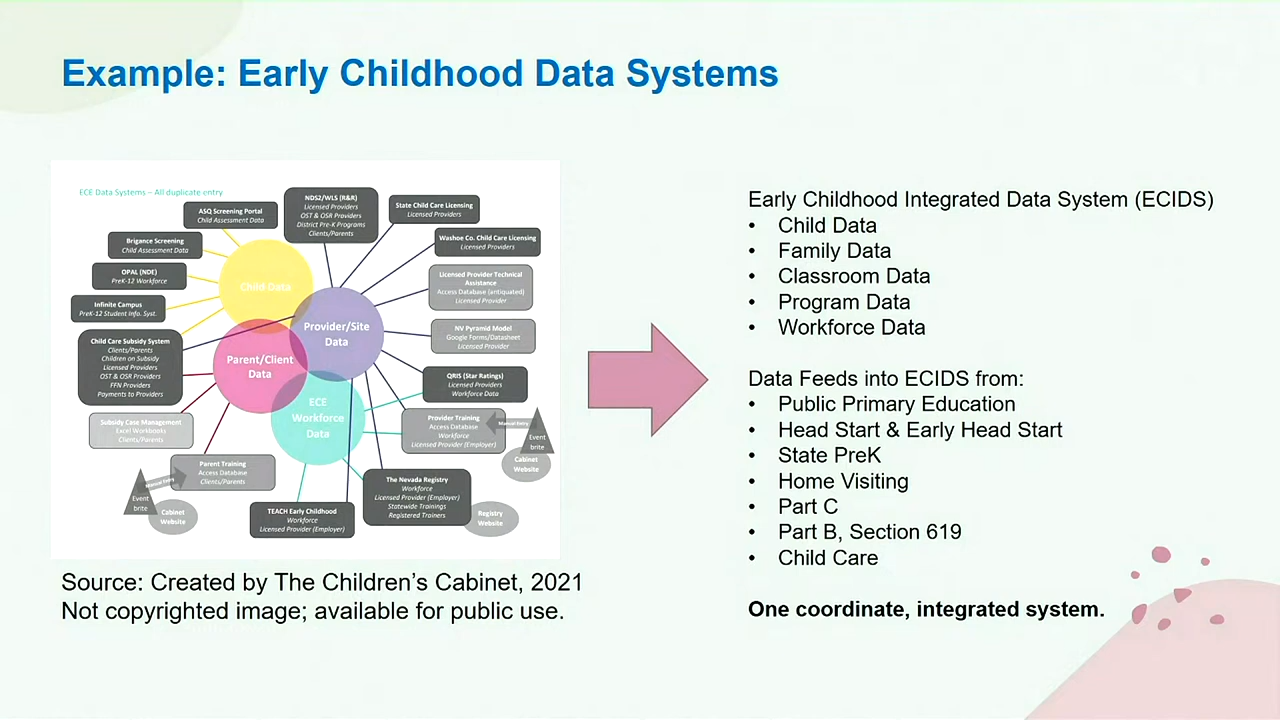 Example: Early Childhood Data Systems
ECE Data Systems – All duplicate entry
ASQ Screening Portal
Child Assessment Data
Brigance Screening
Child Assessment Data
OPAL (NDE)
PreK-12 Workforce
Infinite Campus
PreK-12 Student Info. Syst.
Child Care Subsidy System
Clients/Parents
Children on Subsidy
Licensed Providers
OST & OSR Providers
FFN Providers
Payments to Providers
Subsidy Case Management
Excel Workbooks
Clients/Parents
Parent Training
Access Database
Clients/Parents
Manual Entry
Event
brite
Cabinet
Website
NDS2/WLS (R&R)
Licensed Providers
OST & OSR Providers
District Pre-K Programs
Clients/Parents
State Child Care Licensing
Licensed Providers
Washoe Co. Child Care Licensing
Licensed Providers
Licensed Provider Technical
Assistance
Access Database (antiquated)
Licensed Provider
NV Pyramid Model
Google Forms/Datasheet
Licensed Provider
QRIS (Star Ratings)
Licensed Providers
Workforce Data
Provider Training
Access Database
Workforce
Licensed Provider (Employer)
Manual Entry
Event
brite
Cabinet
Website
The Nevada Registry
Workforce
Licensed Provider (Employer)
Statewide Trainings
Registered Trainers
Registry
Website
TEACH Early Childhood
Workforce
Licensed Provider (Employer)
Child Data
Provider/Site
Data
Parent/Client
Data
ECE
Workforce
Data
Source: Created by The Children’s Cabinet, 2021
Not copyrighted image; available for public use.
Early Childhood Integrated Data System (ECIDS)
• Child Data
• Family Data
• Classroom Data
• Program Data
• Workforce Data
Data Feeds into ECIDS from:
• Public Primary Education
• Head Start & Early Head Start
• State PreK
• Home Visiting
• Part C
• Part B, Section 619
• Child Care
One coordinate, integrated system.